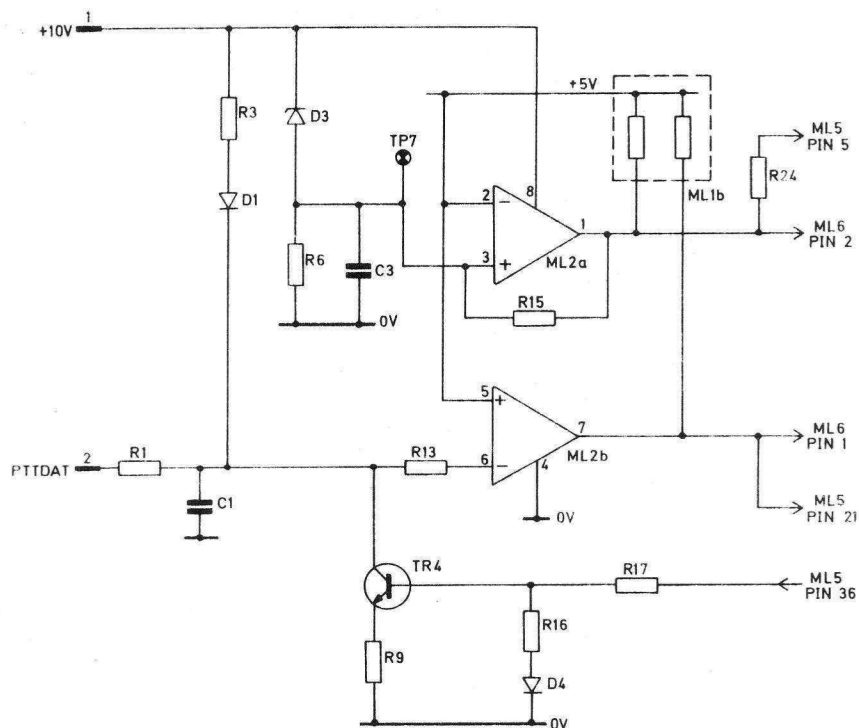 +10V 1
+5V
R3
D3
TP7
ML5
PIN 5
R24
D1
2
−
8
1
ML1b
ML6
PIN 2
3
+
ML2a
R6
C3
R15
0V
5
+
7
ML6
PIN 1
PTTDAT 2
R1
R13
6
−
4
ML2b
C1
0V
ML5
PIN 21
TR4
R17
ML5
PIN 36
R16
R9
D4
0V